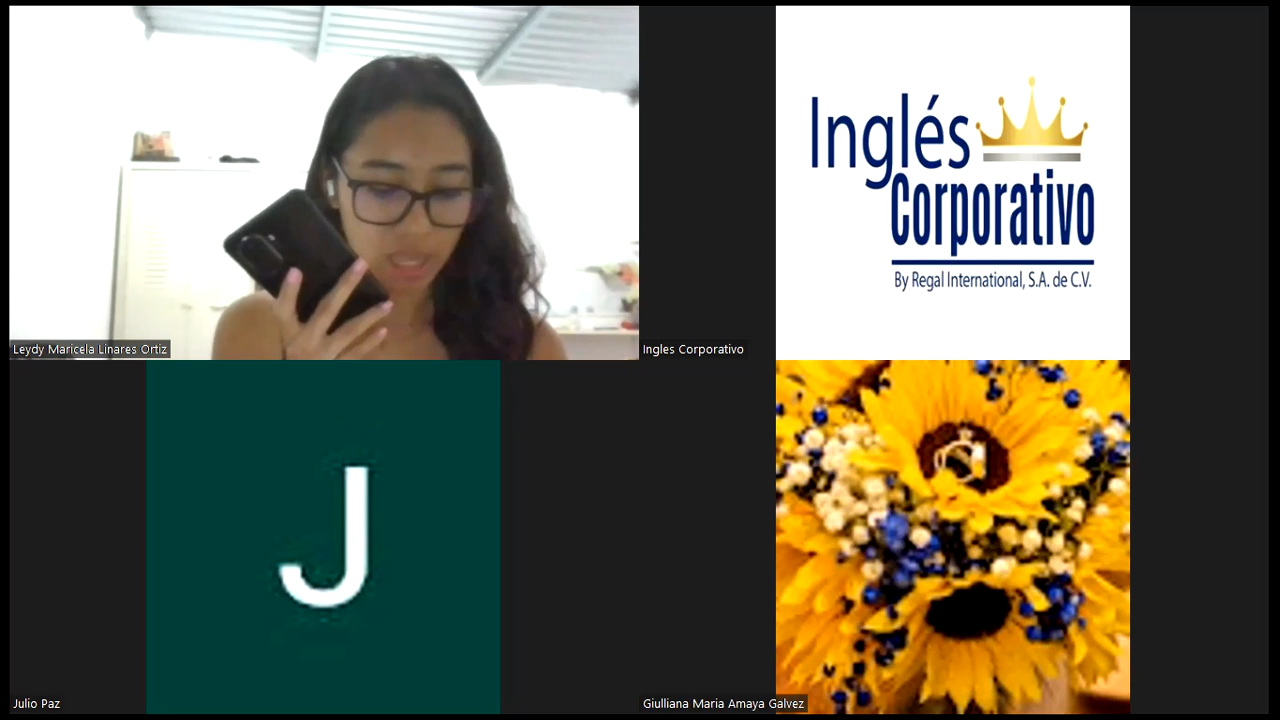 Inglés
Corporativo
By Regal International, S.A. de C.V.
Leydy Maricela Linares Ortiz
Ingles Corporativo
J
Julio Paz
Giulliana Maria Amaya Galvez